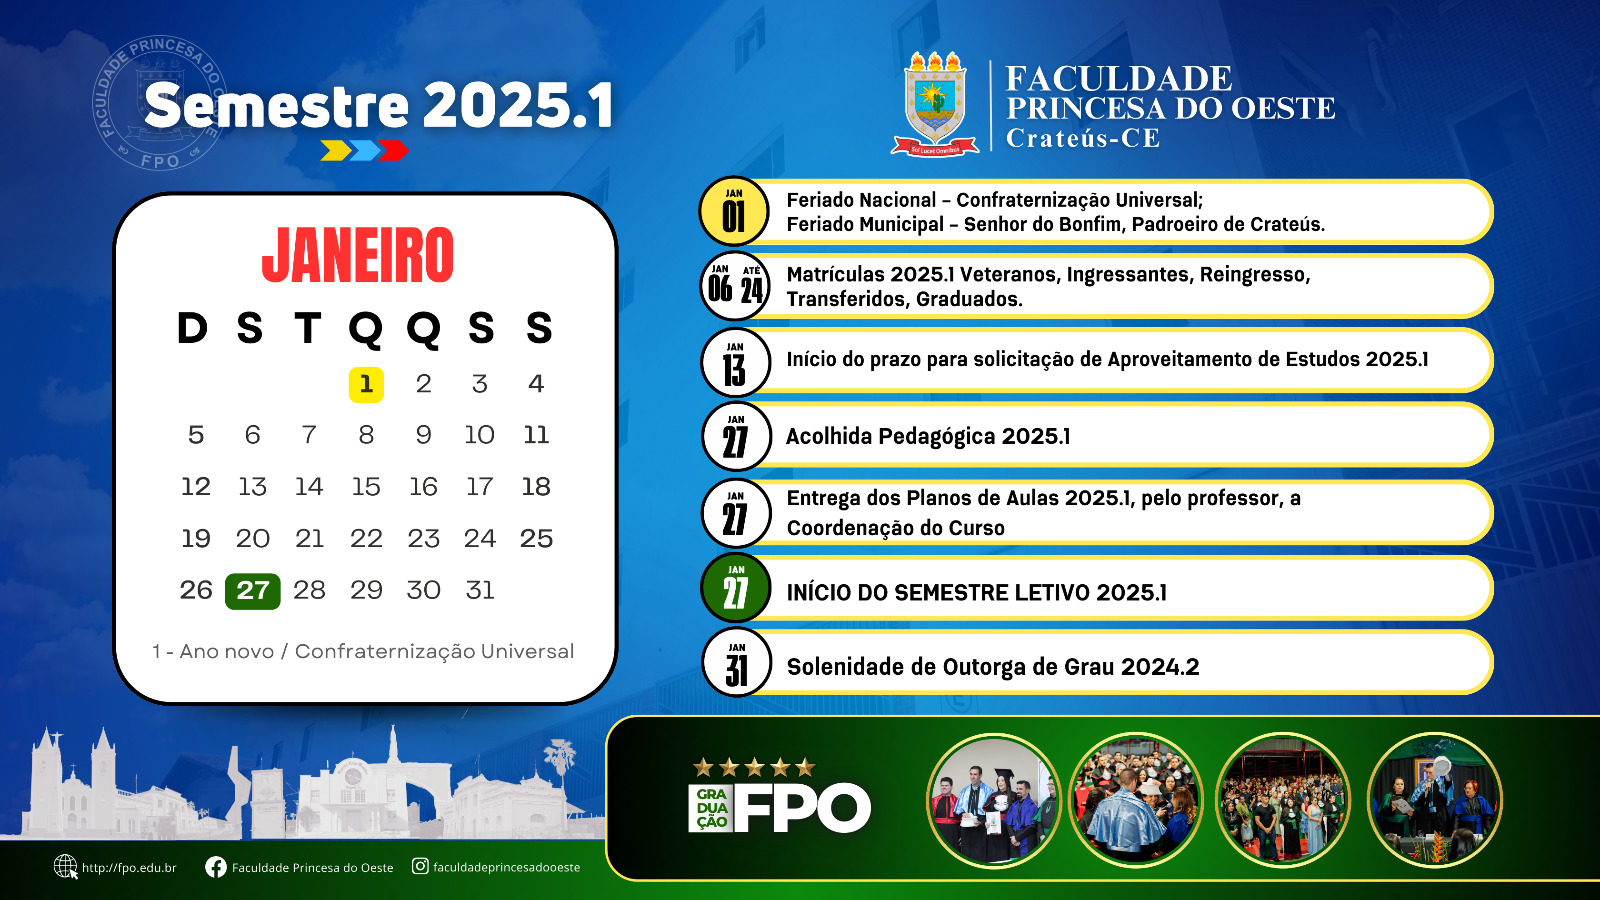 FACULDADE PRINCESA DO OESTE
FPO
Semestre 2025.1
FACULDADE
PRINCESA DO OESTE
Crateús-CE
Sol Lucet Omnibus
JANEIRO
D S T Q Q S S
1 2 3 4
5 6 7 8 9 10 11
12 13 14 15 16 17 18
19 20 21 22 23 24 25
26 27 28 29 30 31
1 - Ano novo / Confraternização Universal
JAN
01
Feriado Nacional – Confraternização Universal;
Feriado Municipal – Senhor do Bonfim, Padroeiro de Crateús.
JAN ATÉ
06 24
Matrículas 2025.1 Veteranos, Ingressantes, Reingresso,
Transferidos, Graduados.
JAN
13
Início do prazo para solicitação de Aproveitamento de Estudos 2025.1
JAN
27
Acolhida Pedagógica 2025.1
JAN
27
Entrega dos Planos de Aulas 2025.1, pelo professor, a
Coordenação do Curso
JAN
27
INÍCIO DO SEMESTRE LETIVO 2025.1
JAN
31
Solenidade de Outorga de Grau 2024.2
GRA
DUA
ÇÃO
FPO
http://fpo.edu.br
Faculdade Princesa do Oeste
faculdadeprincesadooeste